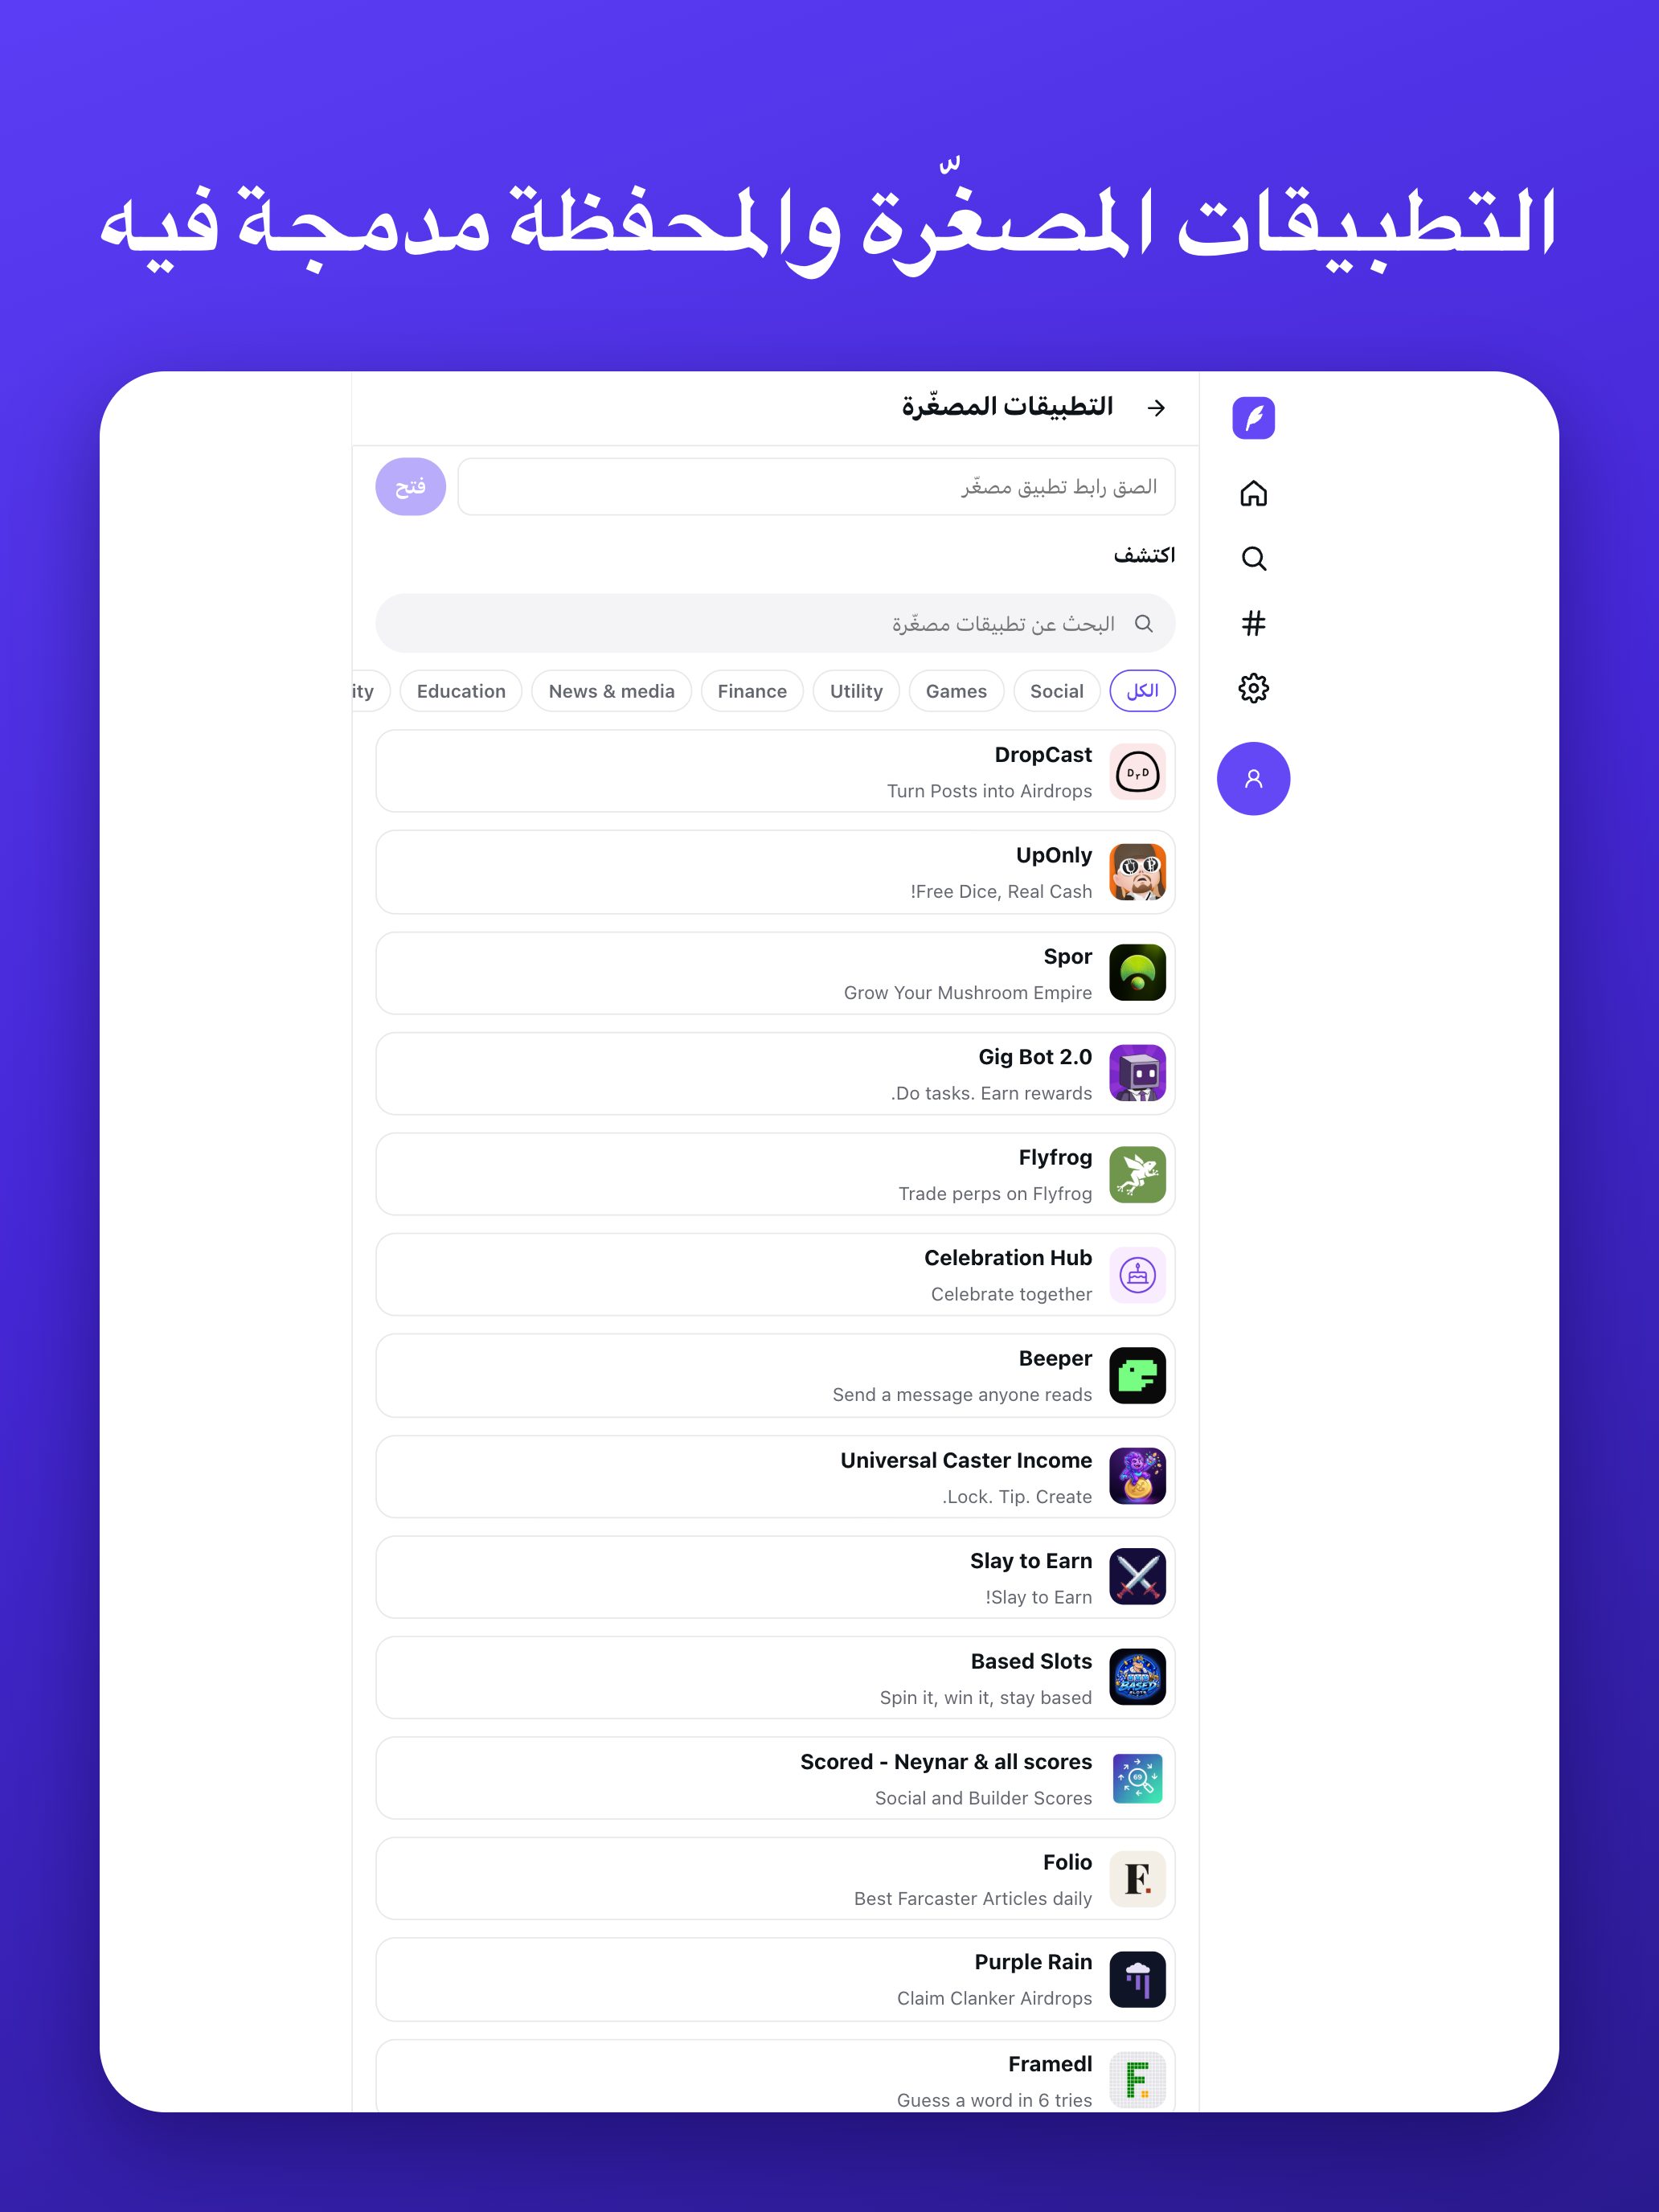 التطبيقات المصغّرة والمحفظة مدمجة فيه
التطبيقات المصغّرة
الصق رابط تطبيق مصغّر
فتح
اكتشف
البحث عن تطبيقات مصغّرة
الكل Social Games Utility Finance News & media Education ity
DropCast
Turn Posts into Airdrops
UpOnly
Free Dice, Real Cash!
Spor
Grow Your Mushroom Empire
Gig Bot 2.0
Do tasks. Earn rewards.
Flyfrog
Trade perps on Flyfrog
Celebration Hub
Celebrate together
Beeper
Send a message anyone reads
Universal Caster Income
Lock. Tip. Create.
Slay to Earn
Slay to Earn!
Based Slots
Spin it, win it, stay based
Scored - Neynar & all scores
Social and Builder Scores
Folio
Best Farcaster Articles daily
Purple Rain
Claim Clanker Airdrops
Framedl
Guess a word in 6 tries